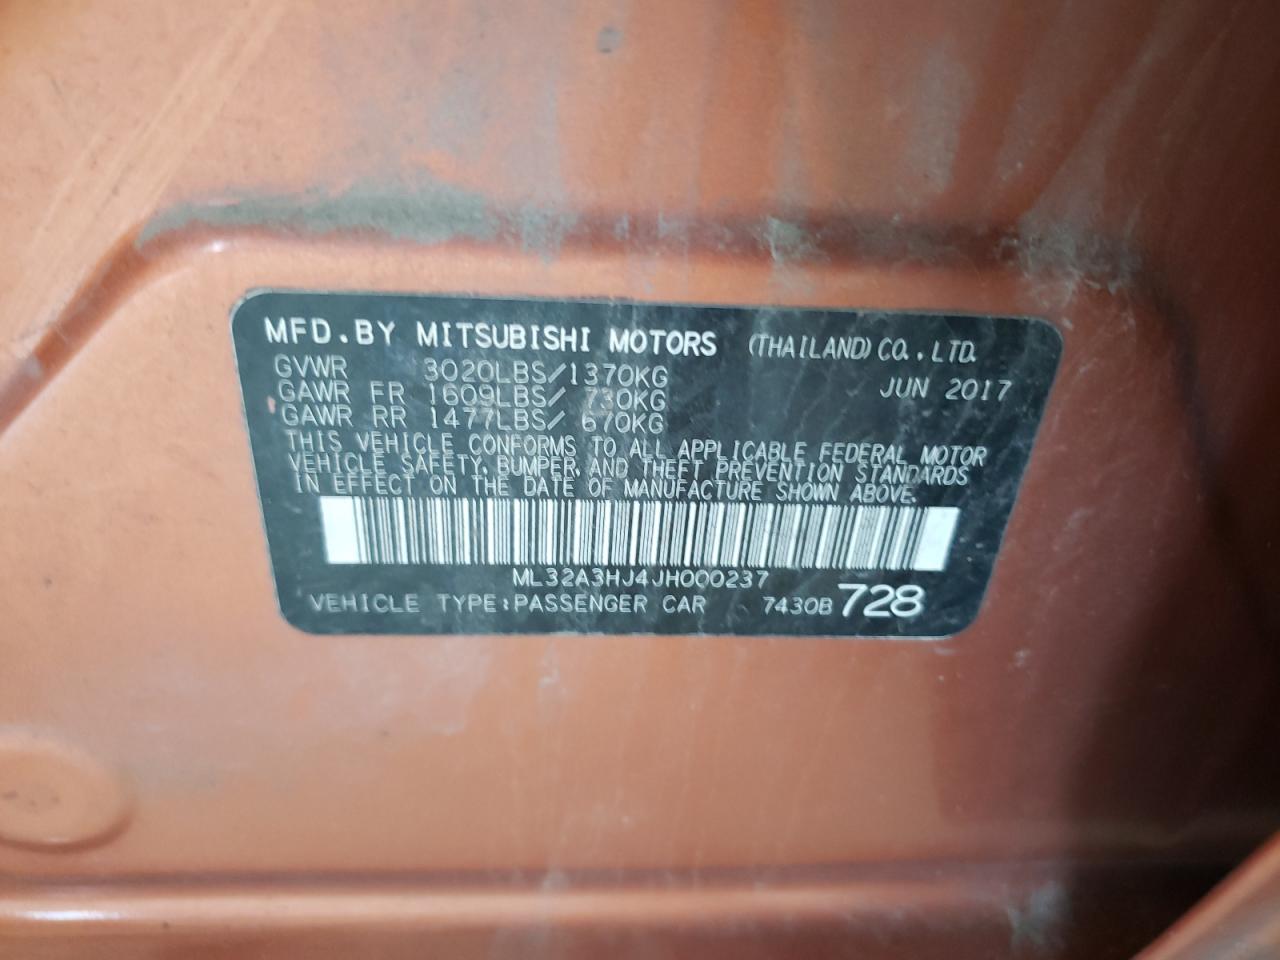 MFD.BY MITSUBISHI MOTORS (THAILAND) CO., LTD.
GVWR 3020LBS/1370KG JUN 2017
GAWR FR 1609LBS/ 730KG
GAWR RR 1477LBS/ 670KG
THIS VEHICLE CONFORMS TO ALL APPLICABLE FEDERAL MOTOR
VEHICLE SAFETY, BUMPER, AND THEFT PREVENTION STANDARDS
IN EFFECT ON THE DATE OF MANUFACTURE SHOWN ABOVE.
ML32A3HJ4JH000237
VEHICLE TYPE:PASSENGER CAR 7430B 728